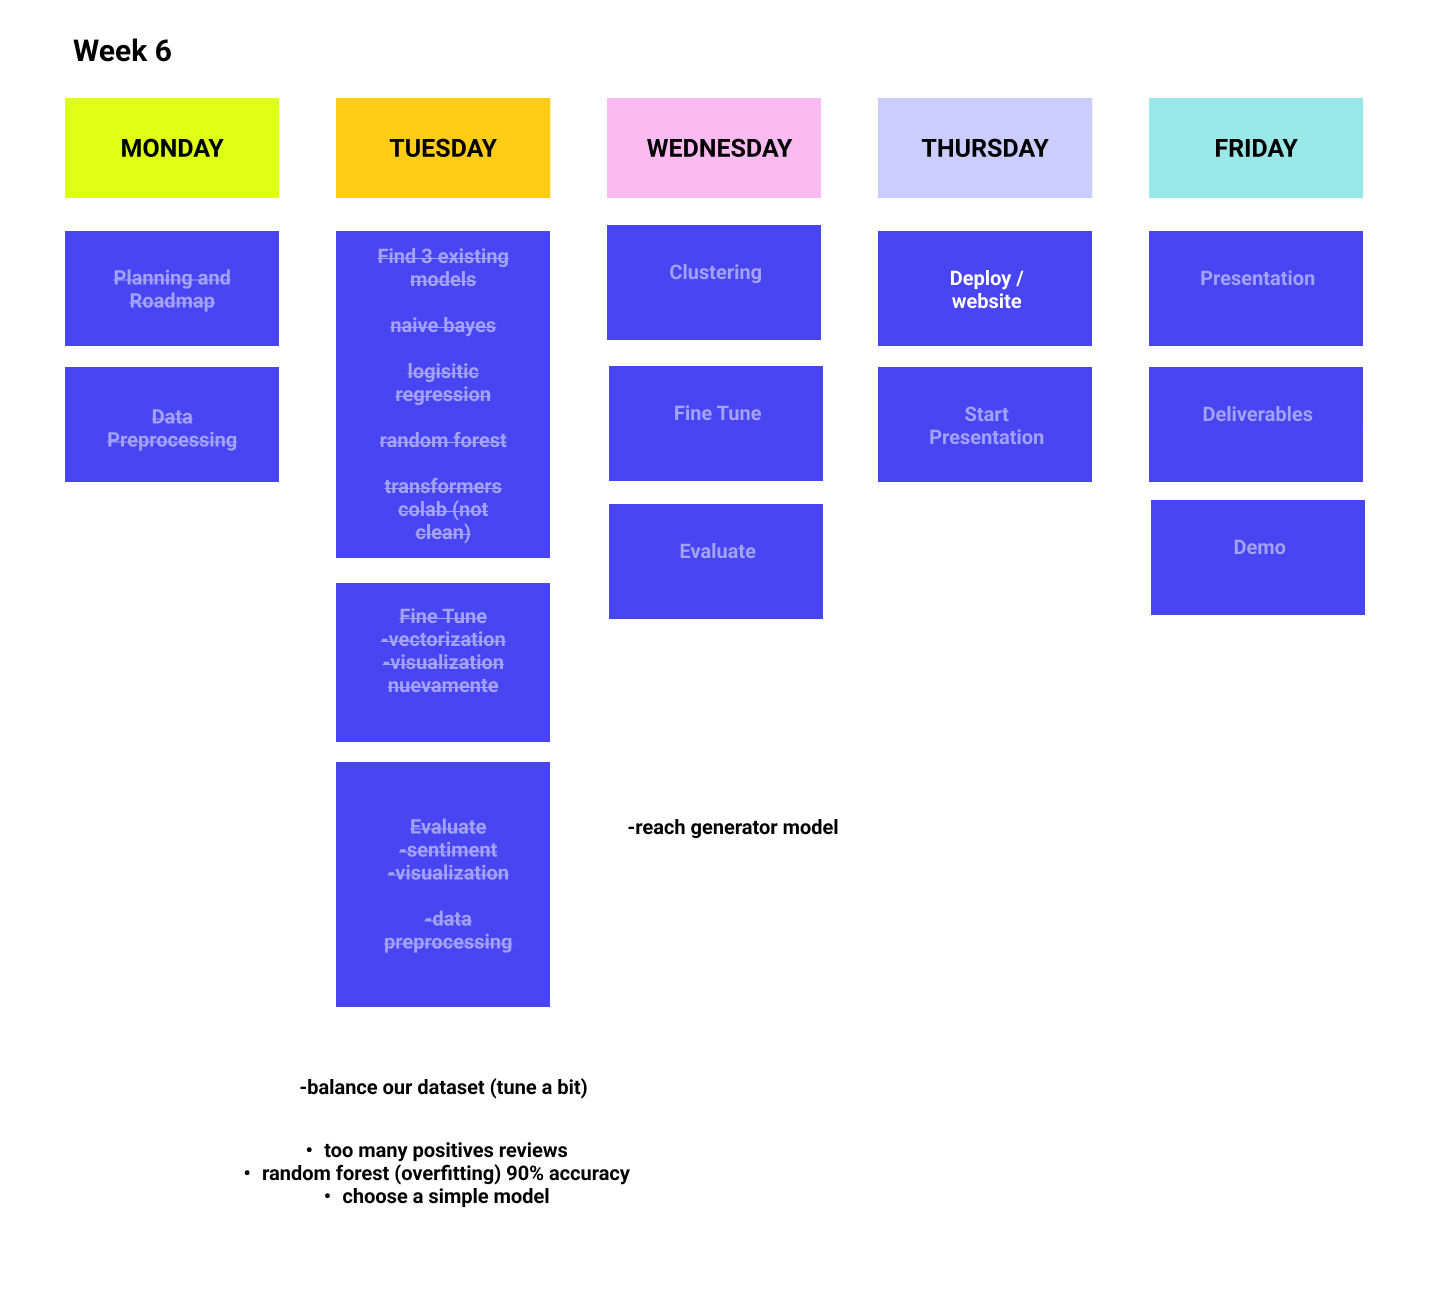 Week 6
MONDAY
TUESDAY
WEDNESDAY
THURSDAY
FRIDAY
Planning and
Roadmap
Data
Preprocessing
Find 3 existing
models
naive bayes
logisitic
regression
random forest
transformers
colab (not
clean)
Fine Tune
-vectorization
-visualization
nuevamente
Evaluate
-sentiment
-visualization
-data
preprocessing
Clustering
Fine Tune
Evaluate
-reach generator model
Deploy /
website
Start
Presentation
Presentation
Deliverables
Demo
-balance our dataset (tune a bit)
• too many positives reviews
• random forest (overfitting) 90% accuracy
• choose a simple model